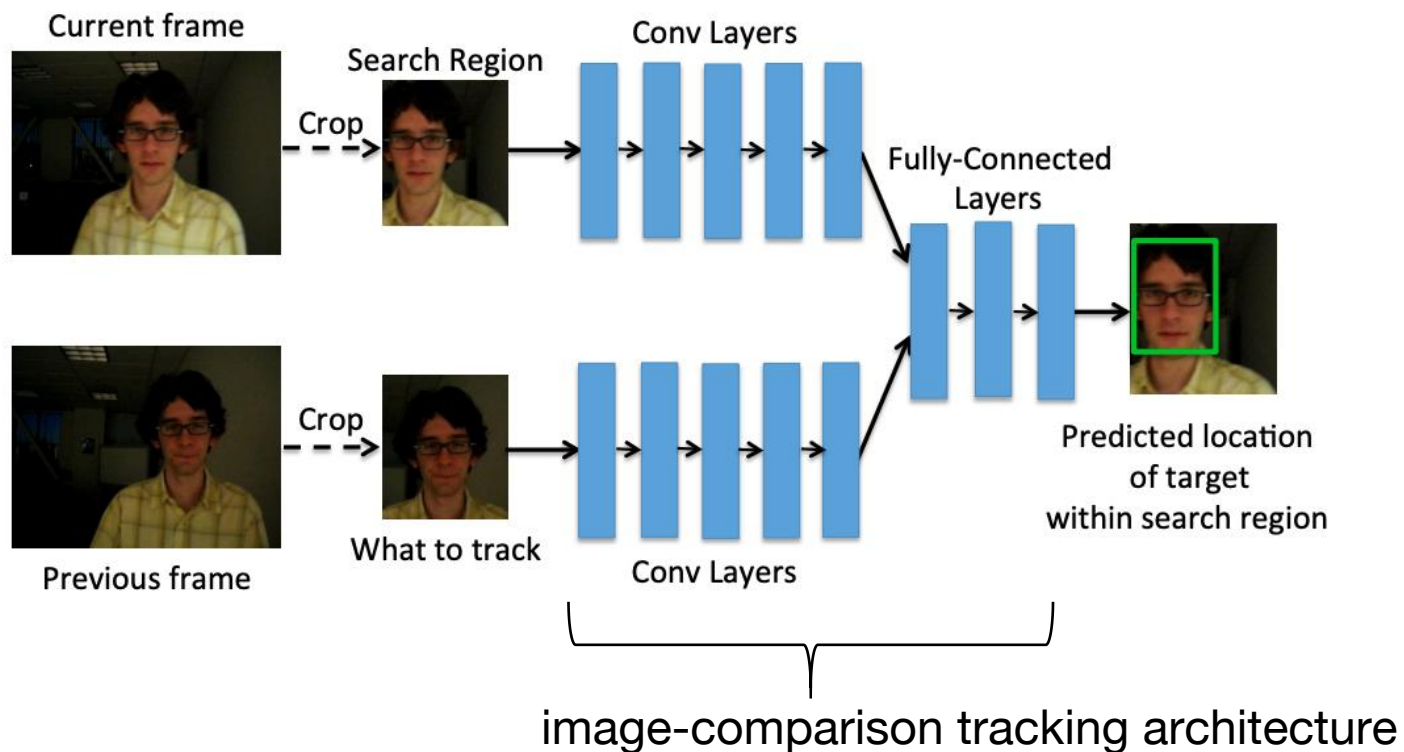 Current frame
Crop
Search Region
Conv Layers
Fully-Connected
Layers
Previous frame
Crop
What to track
Conv Layers
Predicted location
of target
within search region
image-comparison tracking architecture